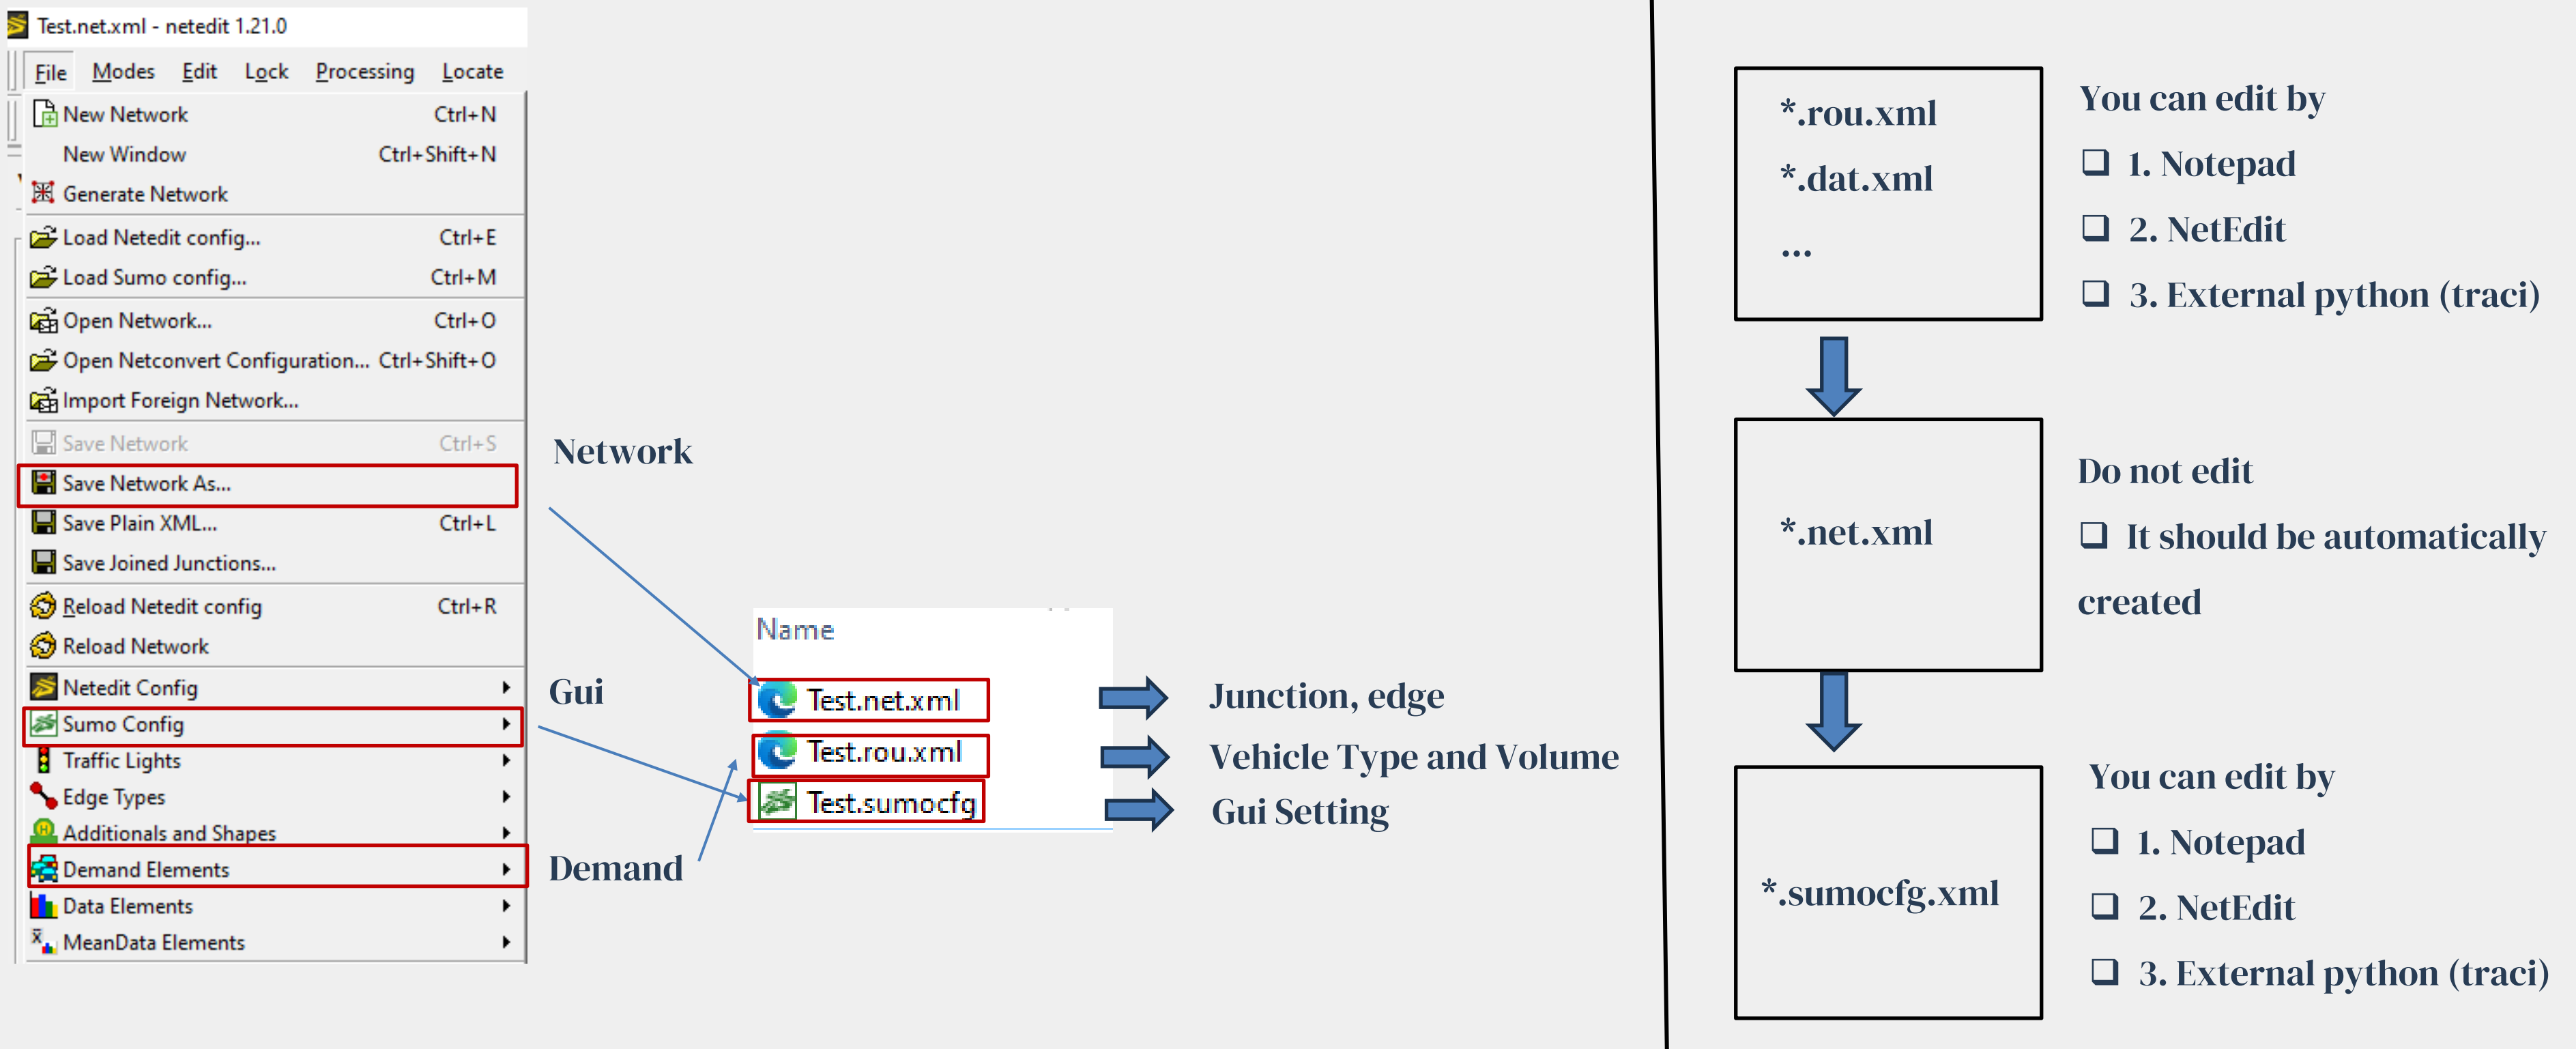 Test.net.xml - netedit 1.21.0
File Modes Edit Lock Processing Locate
New Network Ctrl+N
New Window Ctrl+Shift+N
Generate Network
Load Netedit config... Ctrl+E
Load Sumo config... Ctrl+M
Open Network... Ctrl+O
Open Netconvert Configuration... Ctrl+Shift+O
Import Foreign Network...
Save Network Ctrl+S
Save Network As...
Save Plain XML... Ctrl+L
Save Joined Junctions...
Reload Netedit config Ctrl+R
Reload Network
Netedit Config
Sumo Config
Traffic Lights
Edge Types
Additionals and Shapes
Demand Elements
Data Elements
MeanData Elements
Network
Gui
Demand
Name
Test.net.xml
Test.rou.xml
Test.sumocfg
Junction, edge
Vehicle Type and Volume
Gui Setting
*.rou.xml
*.dat.xml
...
You can edit by
❑ 1. Notepad
❑ 2. NetEdit
❑ 3. External python (traci)
*.net.xml
Do not edit
❑ It should be automatically
created
*.sumocfg.xml
You can edit by
❑ 1. Notepad
❑ 2. NetEdit
❑ 3. External python (traci)